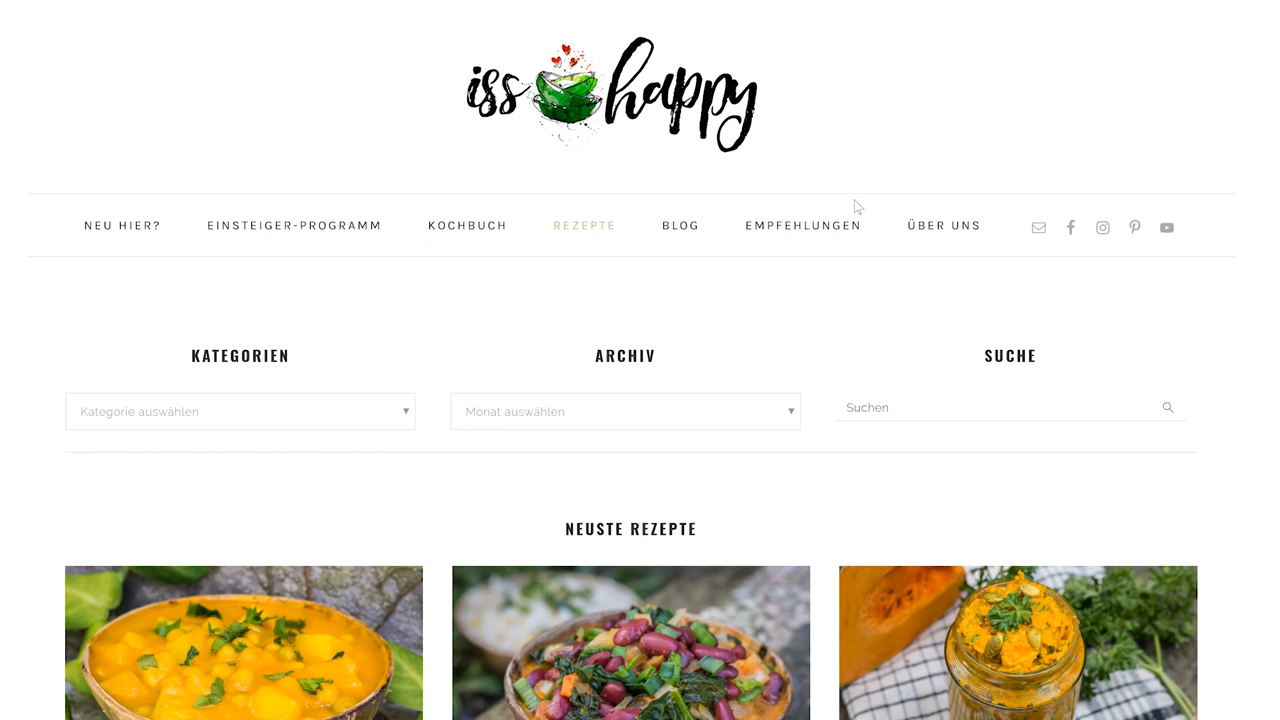 iss happy
NEU HIER? EINSTEIGER-PROGRAMM KOCHBUCH REZEPTE BLOG EMPFEHLUNGEN ÜBER UNS
KATEGORIEN
Kategorie auswählen
ARCHIV
Monat auswählen
SUCHE
Suchen
NEUSTE REZEPTE